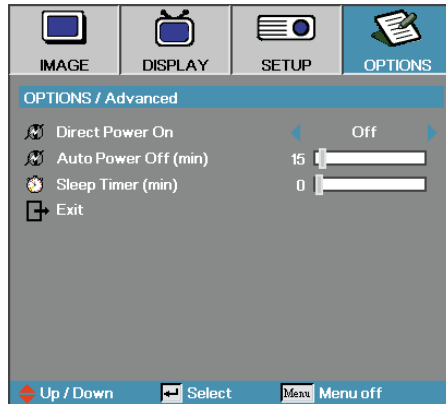 IMAGE DISPLAY SETUP OPTIONS
OPTIONS / Advanced
Direct Power On Off
Auto Power Off (min) 15
Sleep Timer (min) 0
Exit
Up / Down Select Menu Menu off